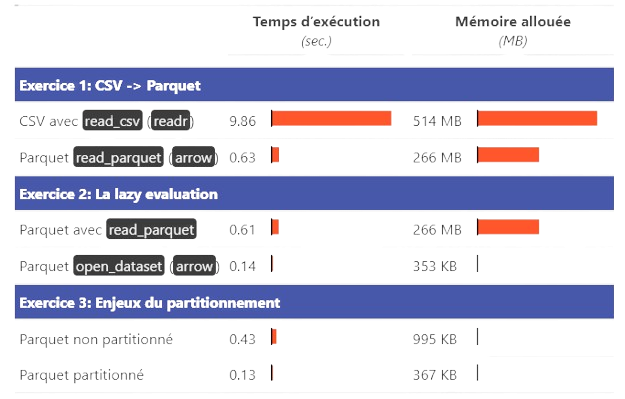 Temps d’exécution Mémoire allouée
(sec.) (MB)
Exercice 1: CSV -> Parquet
CSV avec read_csv (readr) 9.86 514 MB
Parquet read_parquet (arrow) 0.63 266 MB
Exercice 2: La lazy evaluation
Parquet avec read_parquet 0.61 266 MB
Parquet open_dataset (arrow) 0.14 353 KB
Exercice 3: Enjeux du partitionnement
Parquet non partitionné 0.43 995 KB
Parquet partitionné 0.13 367 KB